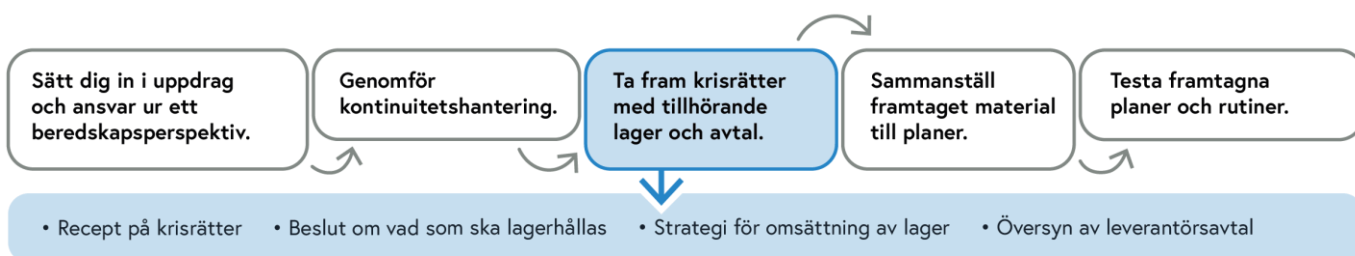 Sätt dig in i uppdrag
och ansvar ur ett
beredskapsperspektiv.
Genomför
kontinuitetshantering.
Ta fram krisrätter
med tillhörande
lager och avtal.
Sammanställ
framtaget material
till planer.
Testa framtagna
planer och rutiner.
• Recept på krisrätter • Beslut om vad som ska lagerhållas • Strategi för omsättning av lager • Översyn av leverantörsavtal